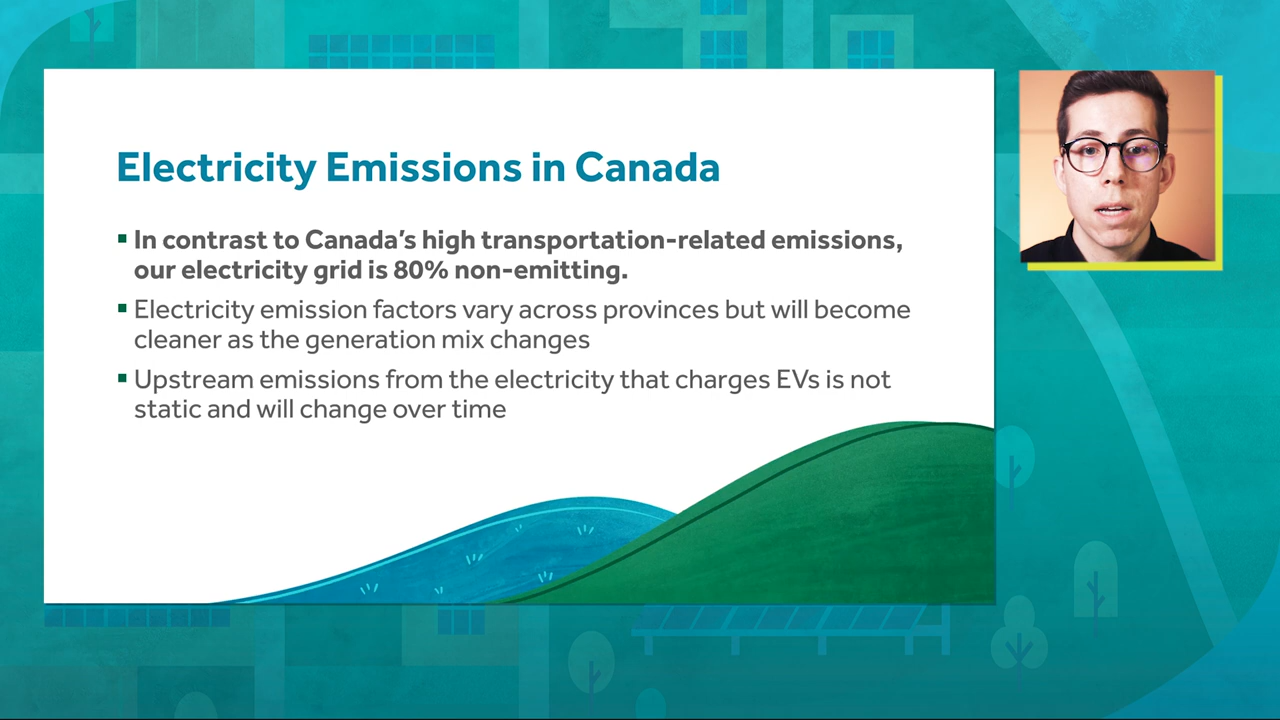 Electricity Emissions in Canada
In contrast to Canada’s high transportation-related emissions,
our electricity grid is 80% non-emitting.
Electricity emission factors vary across provinces but will become
cleaner as the generation mix changes
Upstream emissions from the electricity that charges EVs is not
static and will change over time